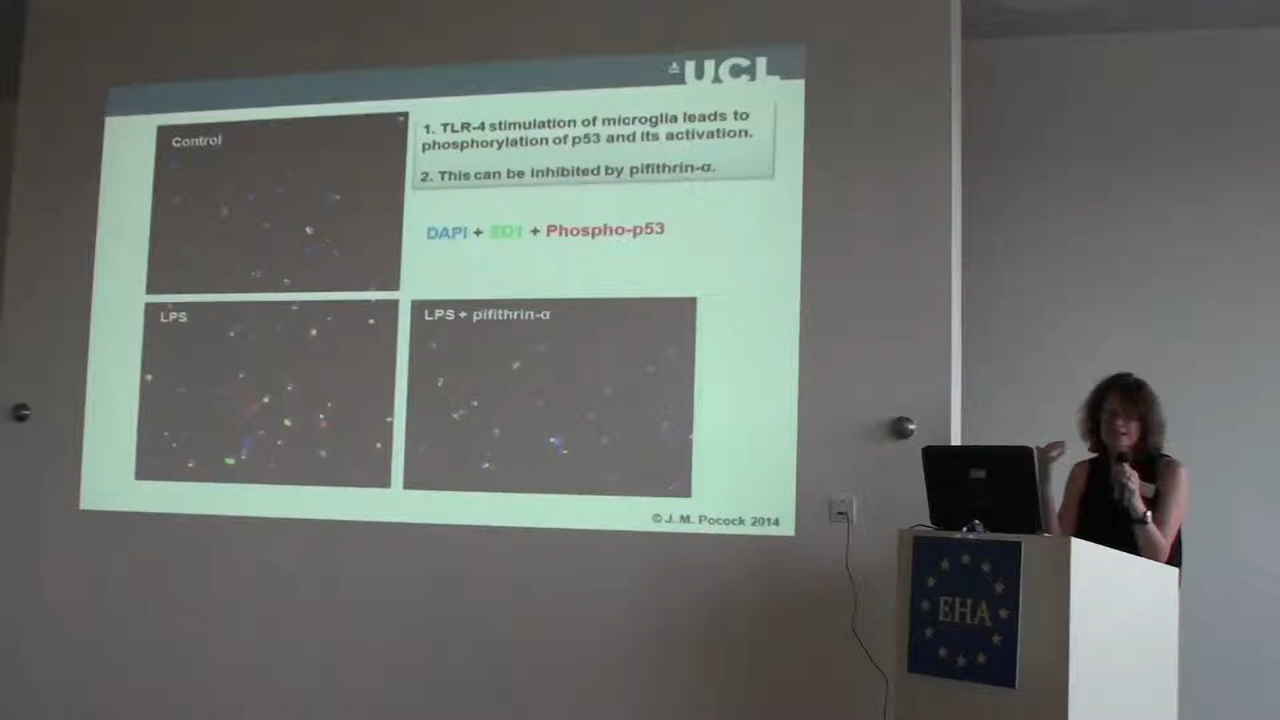 UCL
Control
1. TLR-4 stimulation of microglia leads to
phosphorylation of p53 and its activation.
2. This can be inhibited by pifithrin-α.
DAPI + ED1 + Phospho-p53
LPS
LPS + pifithrin-α
© J. M. Pocock 2014
EHA